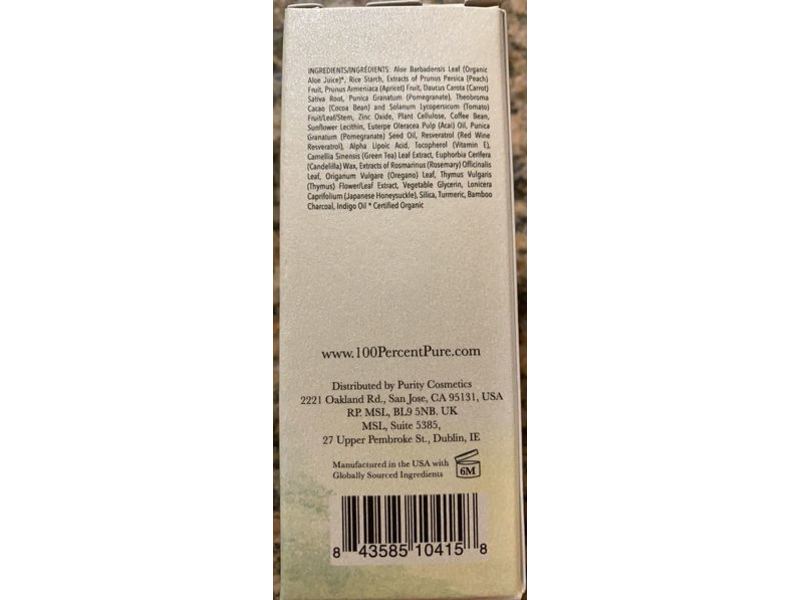 INGREDIENTS/INGRÉDIENTS: Aloe Barbadensis Leaf (Organic
Aloe Juice)*, Rice Starch, Extracts of Prunus Persica (Peach)
Fruit, Prunus Armeniaca (Apricot) Fruit, Daucus Carota (Carrot)
Sativa Root, Punica Granatum (Pomegranate), Theobroma
Cacao (Cocoa Bean) and Solanum Lycopersicum (Tomato)
Fruit/Leaf/Stem, Zinc Oxide, Plant Cellulose, Coffee Bean,
Sunflower Lecithin, Euterpe Oleracea Pulp (Acai) Oil, Punica
Granatum (Pomegranate) Seed Oil, Resveratrol (Red Wine
Resveratrol), Alpha Lipoic Acid, Tocopherol (Vitamin E),
Camellia Sinensis (Green Tea) Leaf Extract, Euphorbia Cerifera
(Candelilla) Wax, Extracts of Rosmarinus (Rosemary) Officinalis
Leaf, Origanum Vulgare (Oregano) Leaf, Thymus Vulgaris
(Thymus) Flower/Leaf Extract, Vegetable Glycerin, Lonicera
Caprifolium (Japanese Honeysuckle), Silica, Turmeric, Bamboo
Charcoal, Indigo Oil * Certified Organic
www.100PercentPure.com
Distributed by Purity Cosmetics
2221 Oakland Rd., San Jose, CA 95131, USA
RP. MSL, BL9 5NB. UK
MSL, Suite 5385,
27 Upper Pembroke St., Dublin, IE
Manufactured in the USA with
Globally Sourced Ingredients
6M
8 43585 10415 8